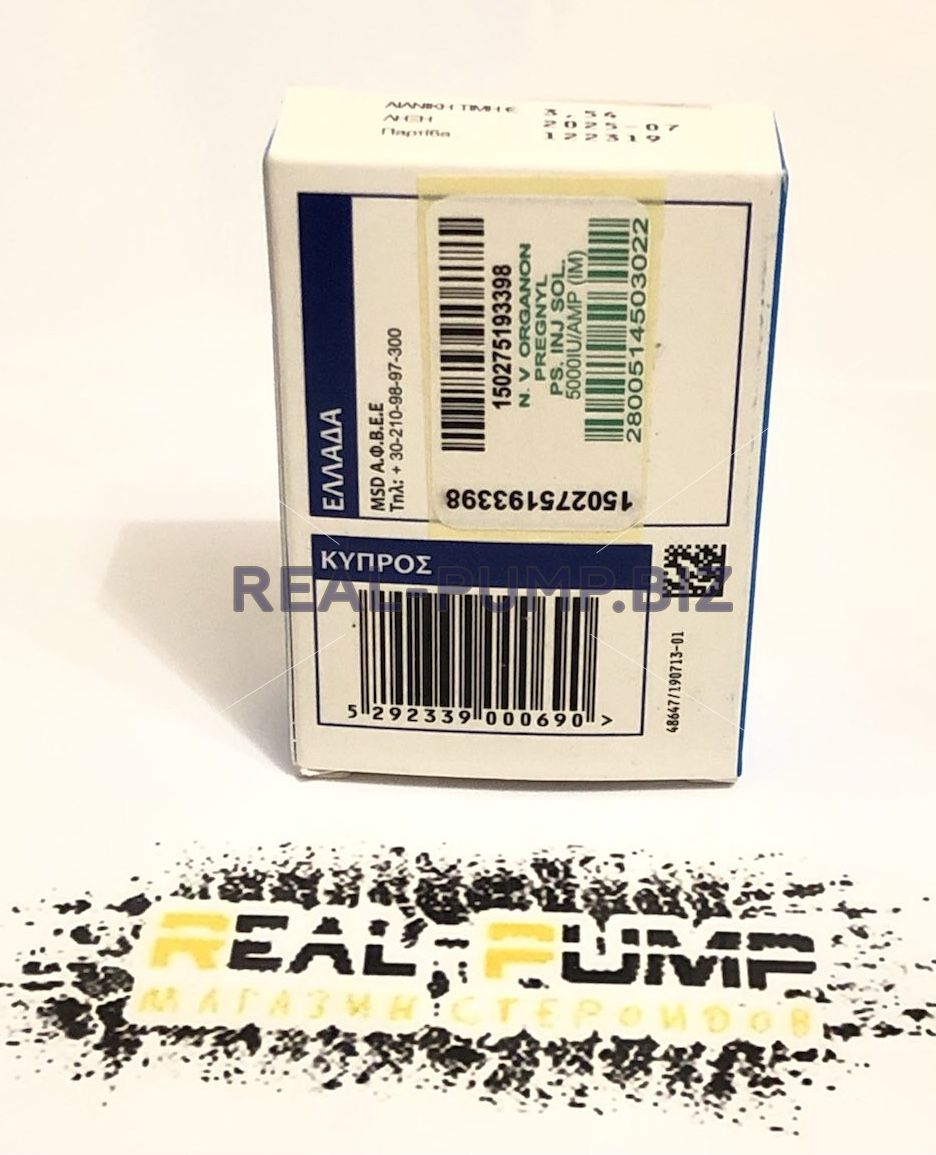 ΛΙΑΝΙΚΗ ΤΙΜΗ € 3.56
ΛΗΞΗ 2023-07
Παρτίδα 122319
ΕΛΛΑΔΑ
MSD Α.Φ.Β.Ε.Ε
Τηλ: + 30-210-98-97-300
150275193398
N. V ORGANON
PREGNYL
PS. INJ SOL.
5000IU/AMP (IM)
2800514503022
150275193398
ΚΥΠΡΟΣ
REAL-PUMP.BIZ
5 292339 000690 >
48647/190713-01
REAL-PUMP
МАГАЗИН СТЕРОИДОВ